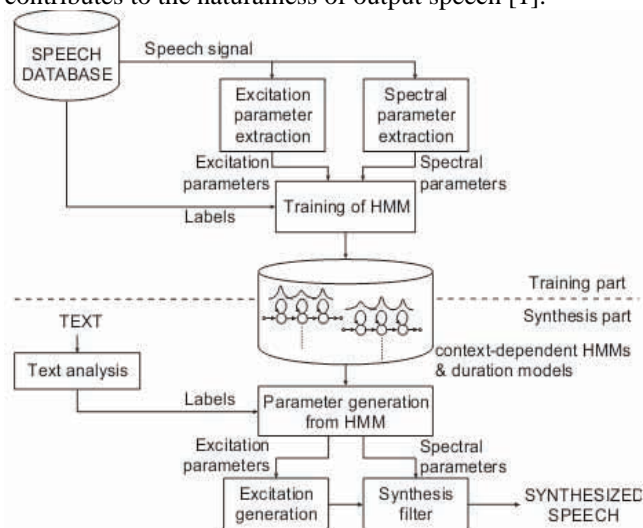 contributes to the naturalness of output speech [1].
SPEECH
DATABASE
Speech signal
Excitation
parameter
extraction
Spectral
parameter
extraction
Excitation
parameters
Spectral
parameters
Labels
Training of HMM
Training part
Synthesis part
TEXT
context-dependent HMMs
& duration models
Text analysis
Labels
Parameter generation
from HMM
Excitation
parameters
Spectral
parameters
Excitation
generation
Synthesis
filter
SYNTHESIZED
SPEECH